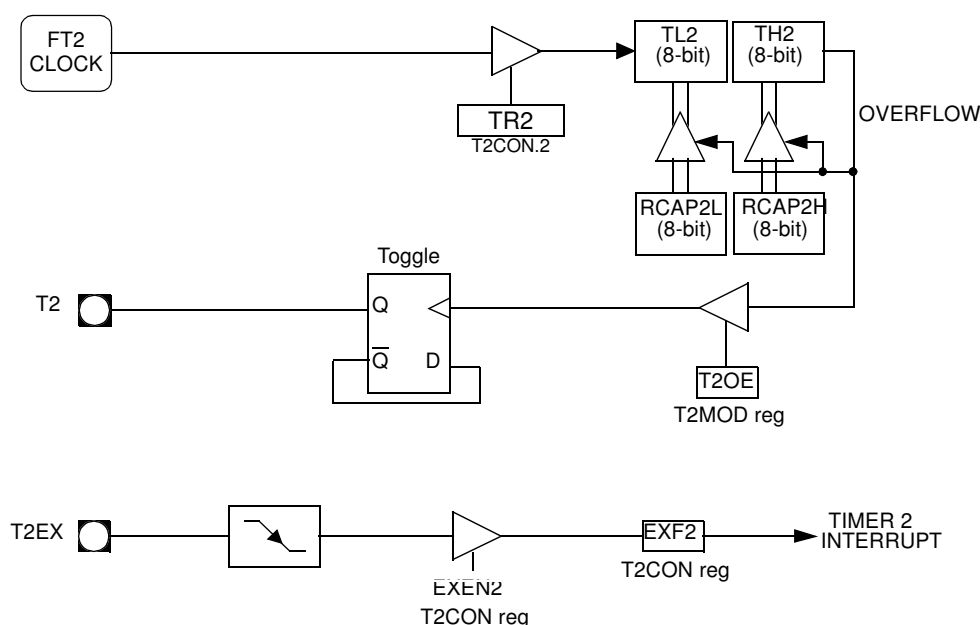 FT2
CLOCK
TL2
(8-bit)
TH2
(8-bit)
TR2
T2CON.2
OVERFLOW
RCAP2L
(8-bit)
RCAP2H
(8-bit)
Toggle
T2
Q
Q
D
T2OE
T2MOD reg
T2EX
EXEN2
T2CON reg
EXF2
T2CON reg
TIMER 2
INTERRUPT